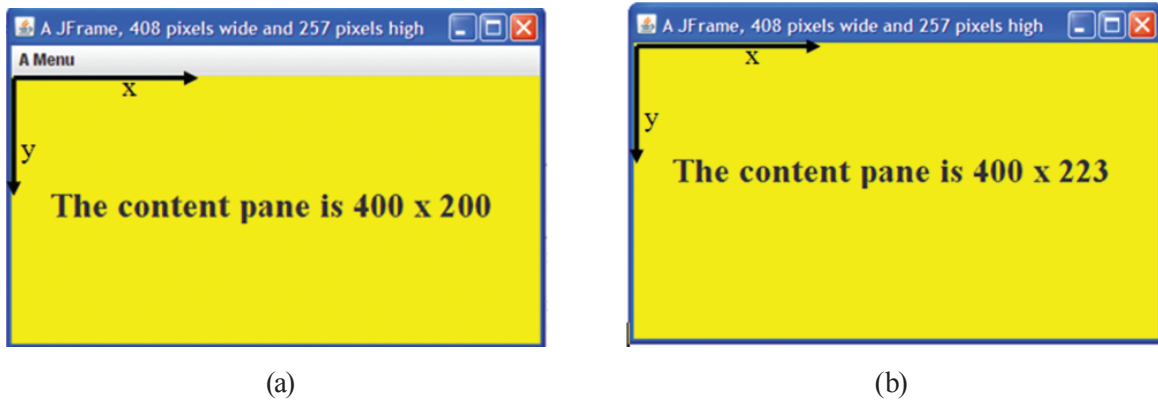 A JFrame, 408 pixels wide and 257 pixels high
A Menu
x
y
The content pane is 400 x 200
(a)
A JFrame, 408 pixels wide and 257 pixels high
x
y
The content pane is 400 x 223
(b)